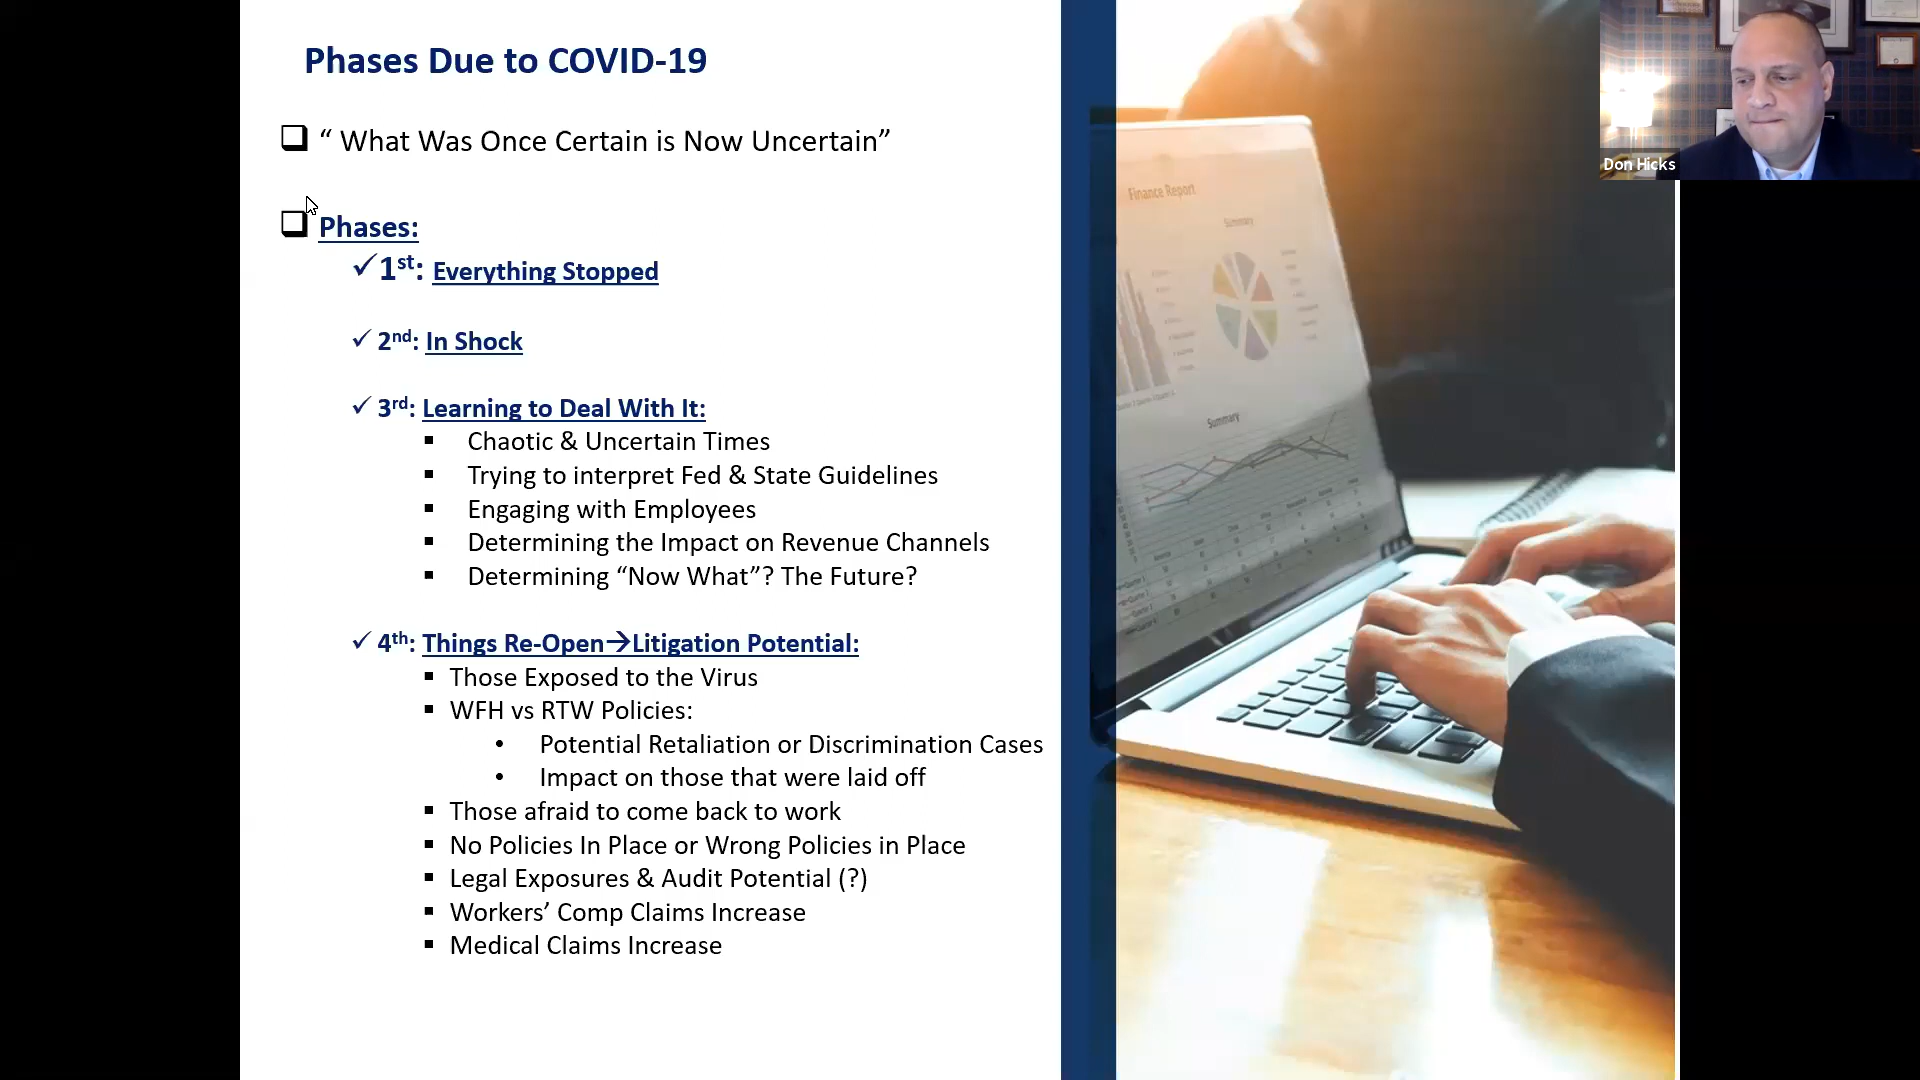 Phases Due to COVID-19
“ What Was Once Certain is Now Uncertain”
Phases:
1st: Everything Stopped
2nd: In Shock
3rd: Learning to Deal With It:
Chaotic & Uncertain Times
Trying to interpret Fed & State Guidelines
Engaging with Employees
Determining the Impact on Revenue Channels
Determining “Now What”? The Future?
4th: Things Re-Open→Litigation Potential:
Those Exposed to the Virus
WFH vs RTW Policies:
Potential Retaliation or Discrimination Cases
Impact on those that were laid off
Those afraid to come back to work
No Policies In Place or Wrong Policies in Place
Legal Exposures & Audit Potential (?)
Workers’ Comp Claims Increase
Medical Claims Increase
Finance Report
Summary
Summary
Don Hicks